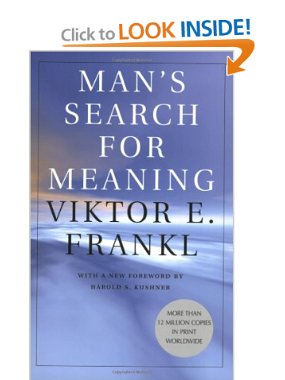 Click to LOOK INSIDE!
MAN'S
SEARCH
FOR
MEANING
VIKTOR E.
FRANKL
WITH A NEW FOREWORD BY
HAROLD S. KUSHNER
MORE THAN
12 MILLION COPIES
IN PRINT
WORLDWIDE